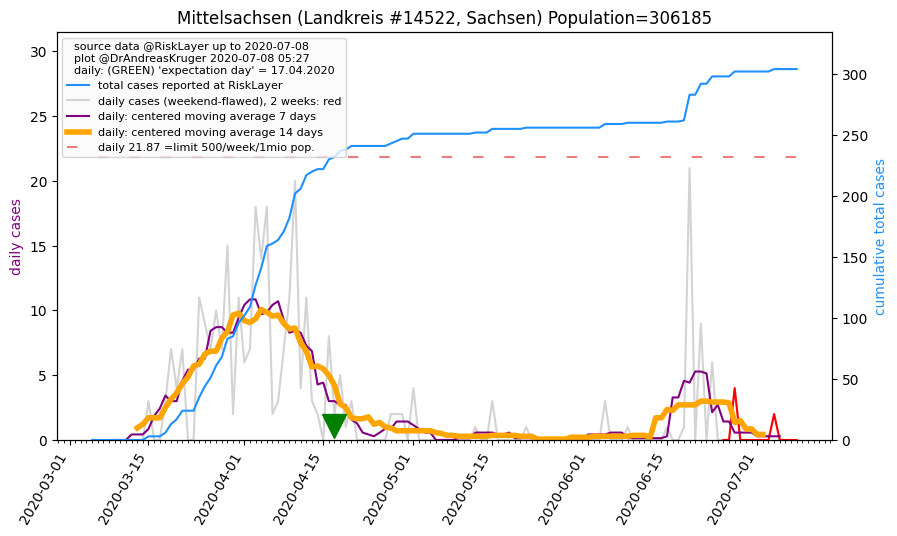 Mittelsachsen (Landkreis #14522, Sachsen) Population=306185
source data @RiskLayer up to 2020-07-08
plot @DrAndreasKruger 2020-07-08 05:27
daily: (GREEN) 'expectation day' = 17.04.2020
total cases reported at RiskLayer
daily cases (weekend-flawed), 2 weeks: red
daily: centered moving average 7 days
daily: centered moving average 14 days
daily 21.87 =limit 500/week/1mio pop.
daily cases
30
25
20
15
10
5
0
cumulative total cases
300
250
200
150
100
50
0
2020-03-01
2020-03-15
2020-04-01
2020-04-15
2020-05-01
2020-05-15
2020-06-01
2020-06-15
2020-07-01